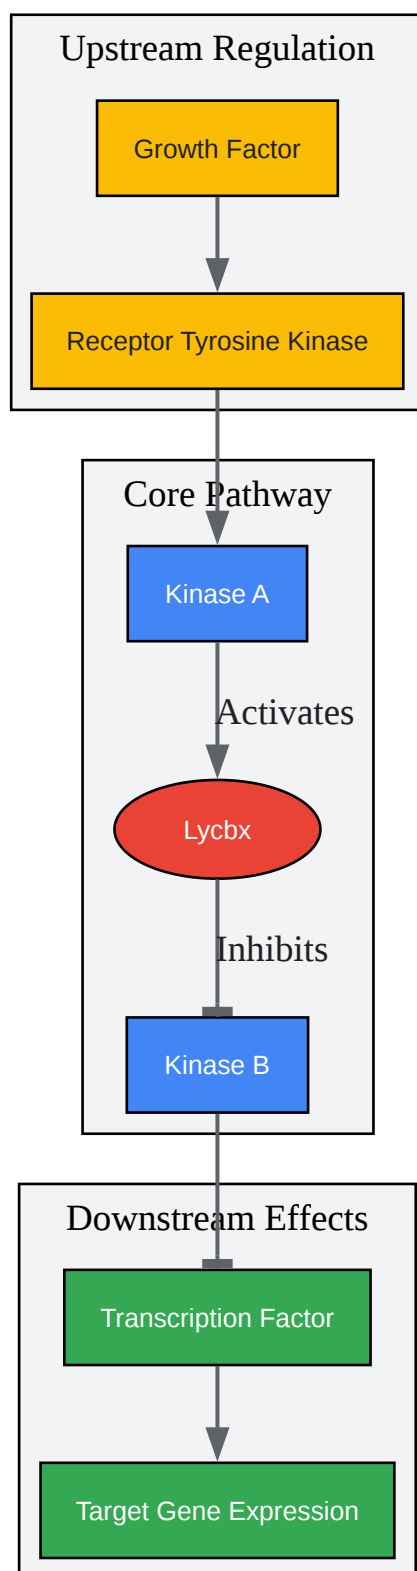 Upstream Regulation
Growth Factor
Receptor Tyrosine Kinase
Core Pathway
Kinase A
Activates
Lycbx
Inhibits
Kinase B
Downstream Effects
Transcription Factor
Target Gene Expression